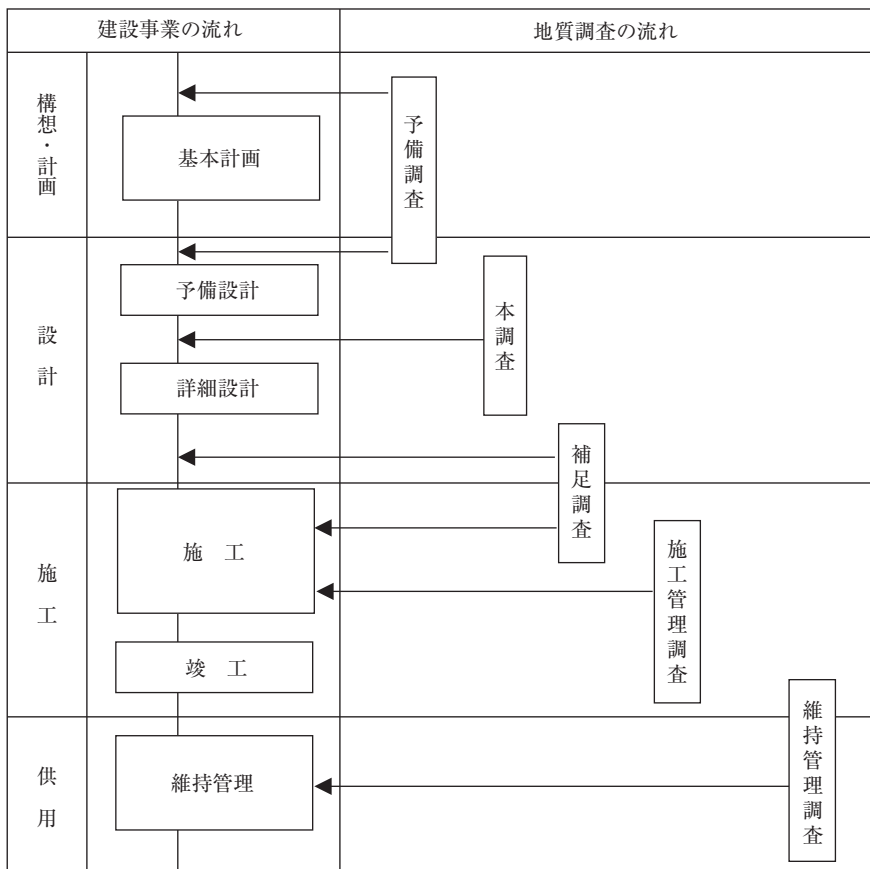 建設事業の流れ
地質調査の流れ
構想・計画
基本計画
予備調査
設計
予備設計
本調査
詳細設計
補足調査
施工
施　工
施工管理調査
竣　工
供用
維持管理
維持管理調査